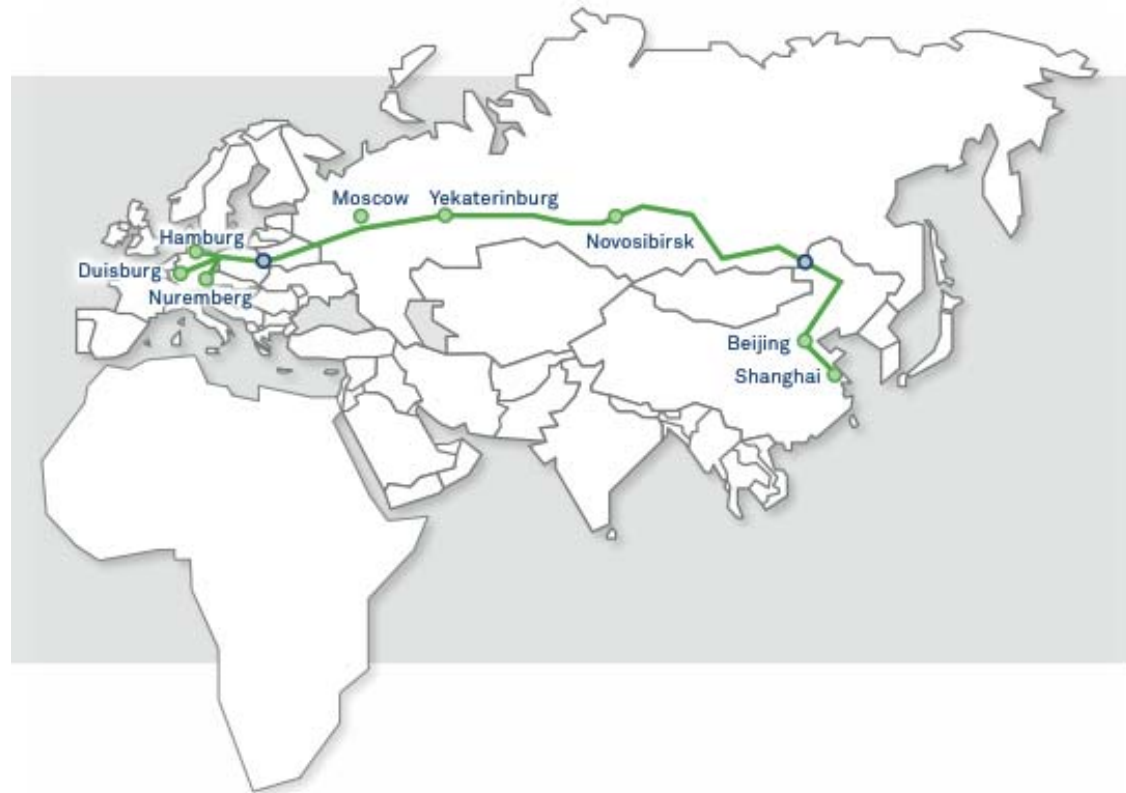 Moscow
Yekaterinburg
Hamburg
Novosibirsk
Duisburg
Nuremberg
Beijing
Shanghai